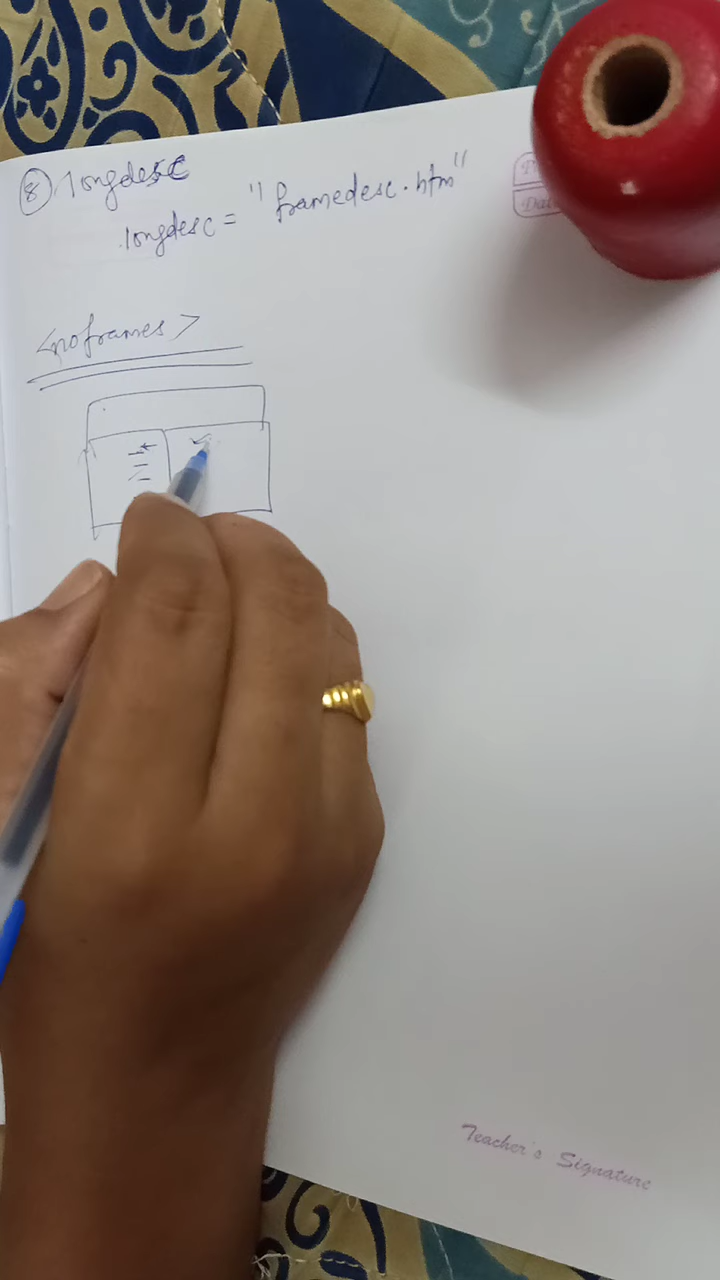 ⑧ longdesc
longdesc = "framedesc.htm"
<noframes>
Teacher's Signature